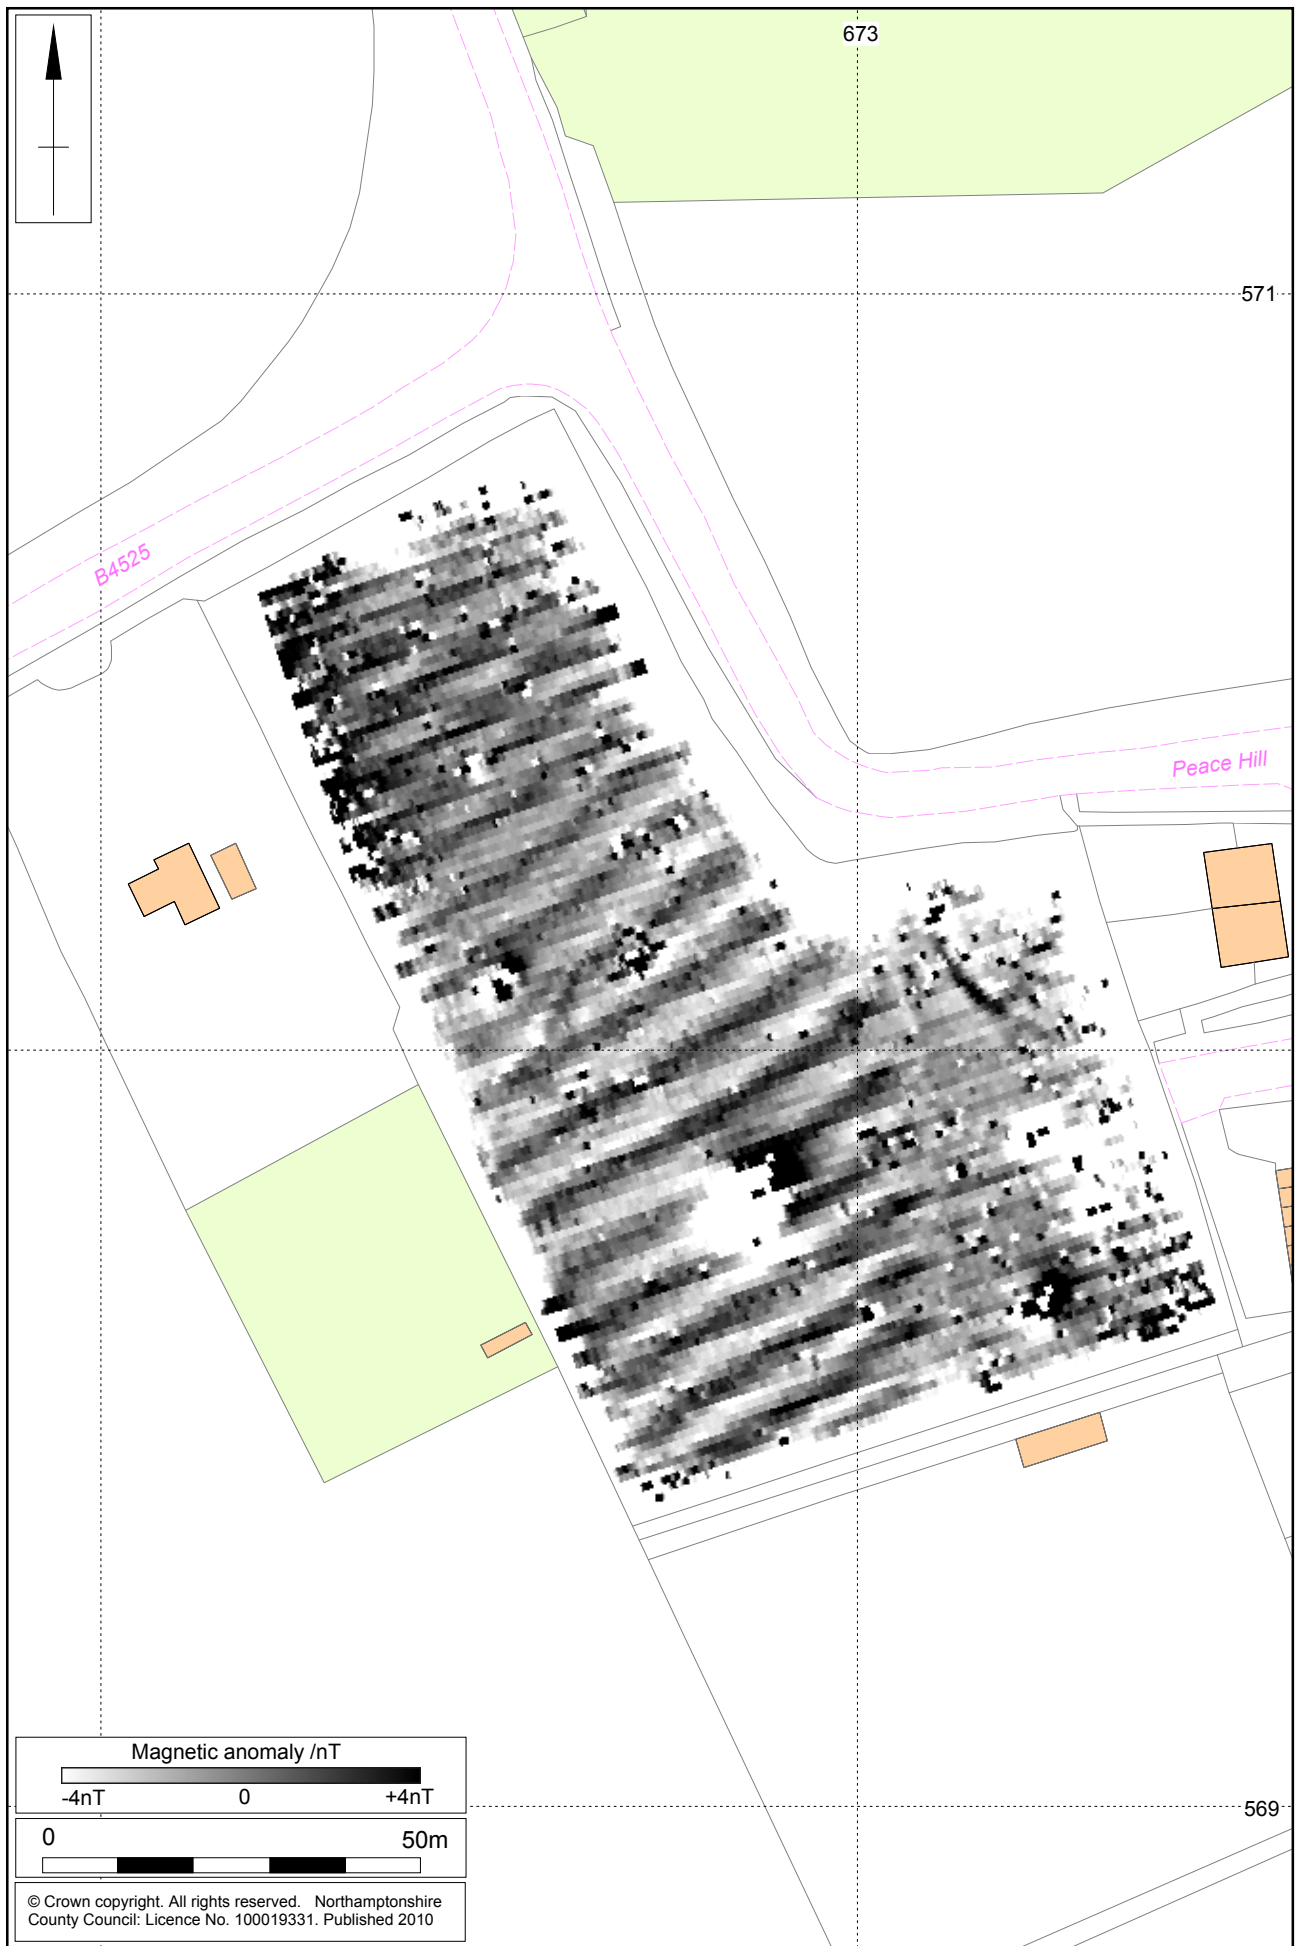 673
571
B4525
Peace Hill
Magnetic anomaly /nT
-4nT 0 +4nT
569
0 50m
© Crown copyright. All rights reserved. Northamptonshire
County Council: Licence No. 100019331. Published 2010